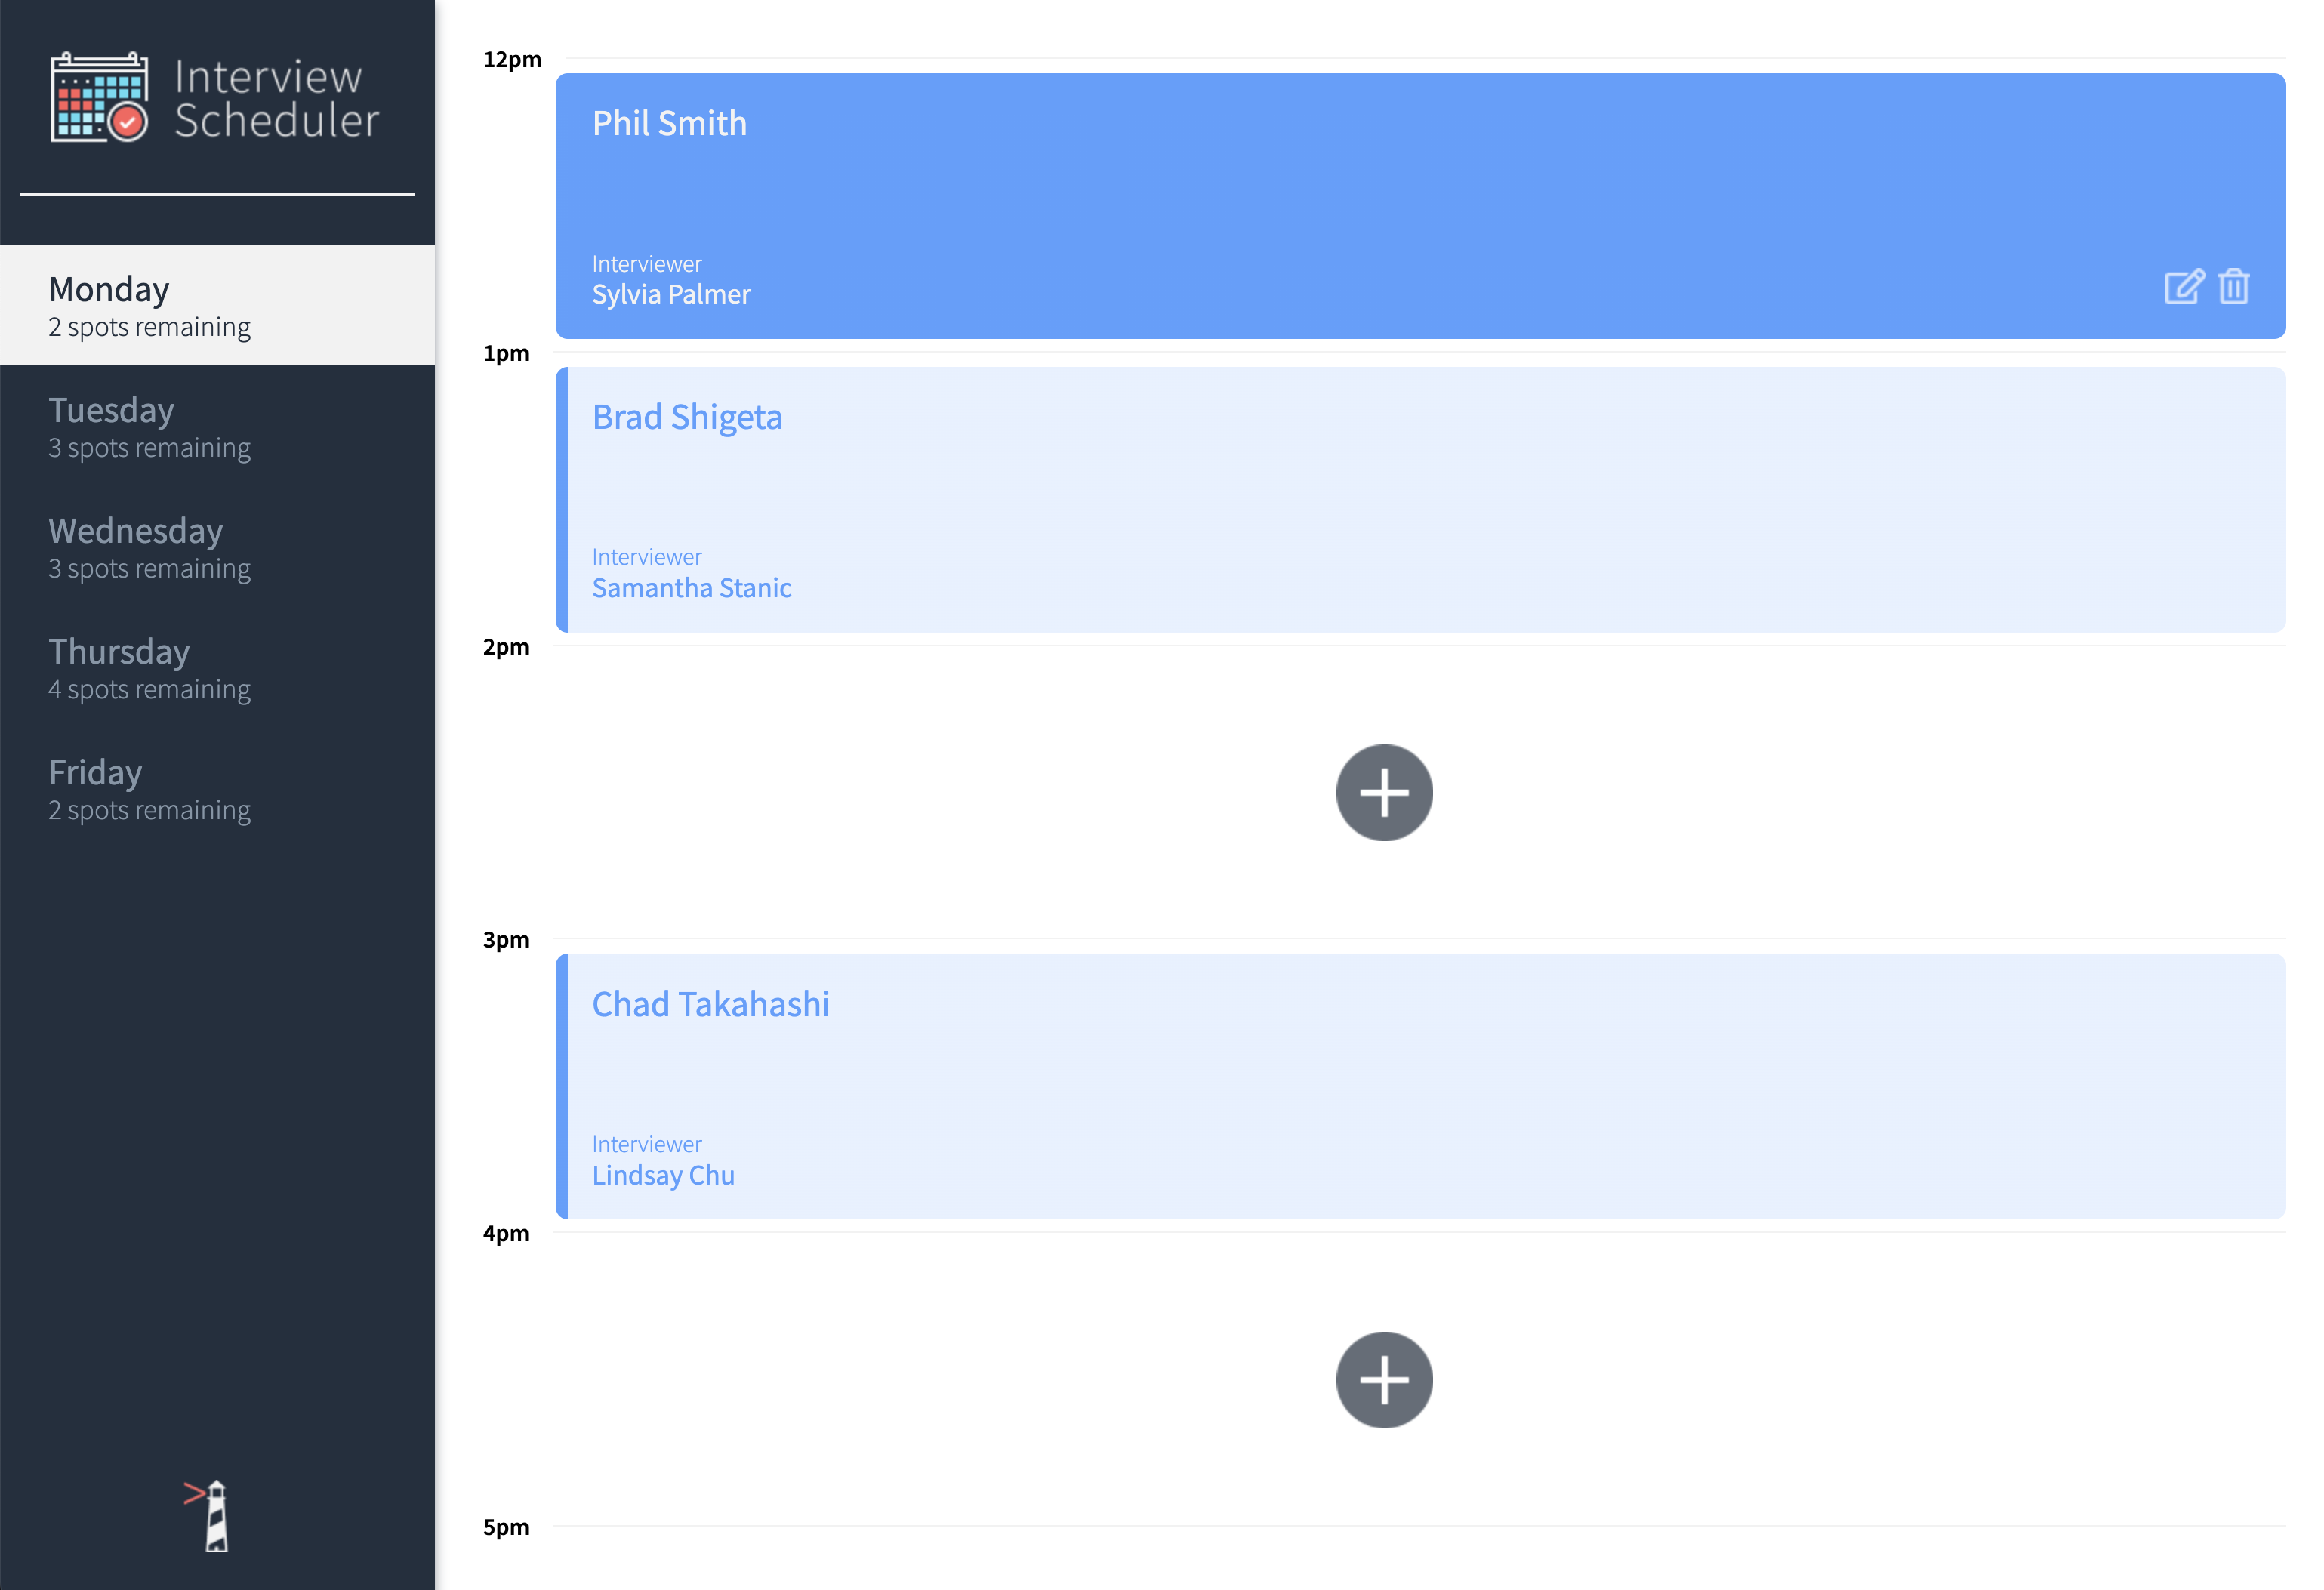 Interview
Scheduler
Monday
2 spots remaining
Tuesday
3 spots remaining
Wednesday
3 spots remaining
Thursday
4 spots remaining
Friday
2 spots remaining
12pm
Phil Smith
Interviewer
Sylvia Palmer
1pm
Brad Shigeta
Interviewer
Samantha Stanic
2pm
3pm
Chad Takahashi
Interviewer
Lindsay Chu
4pm
5pm